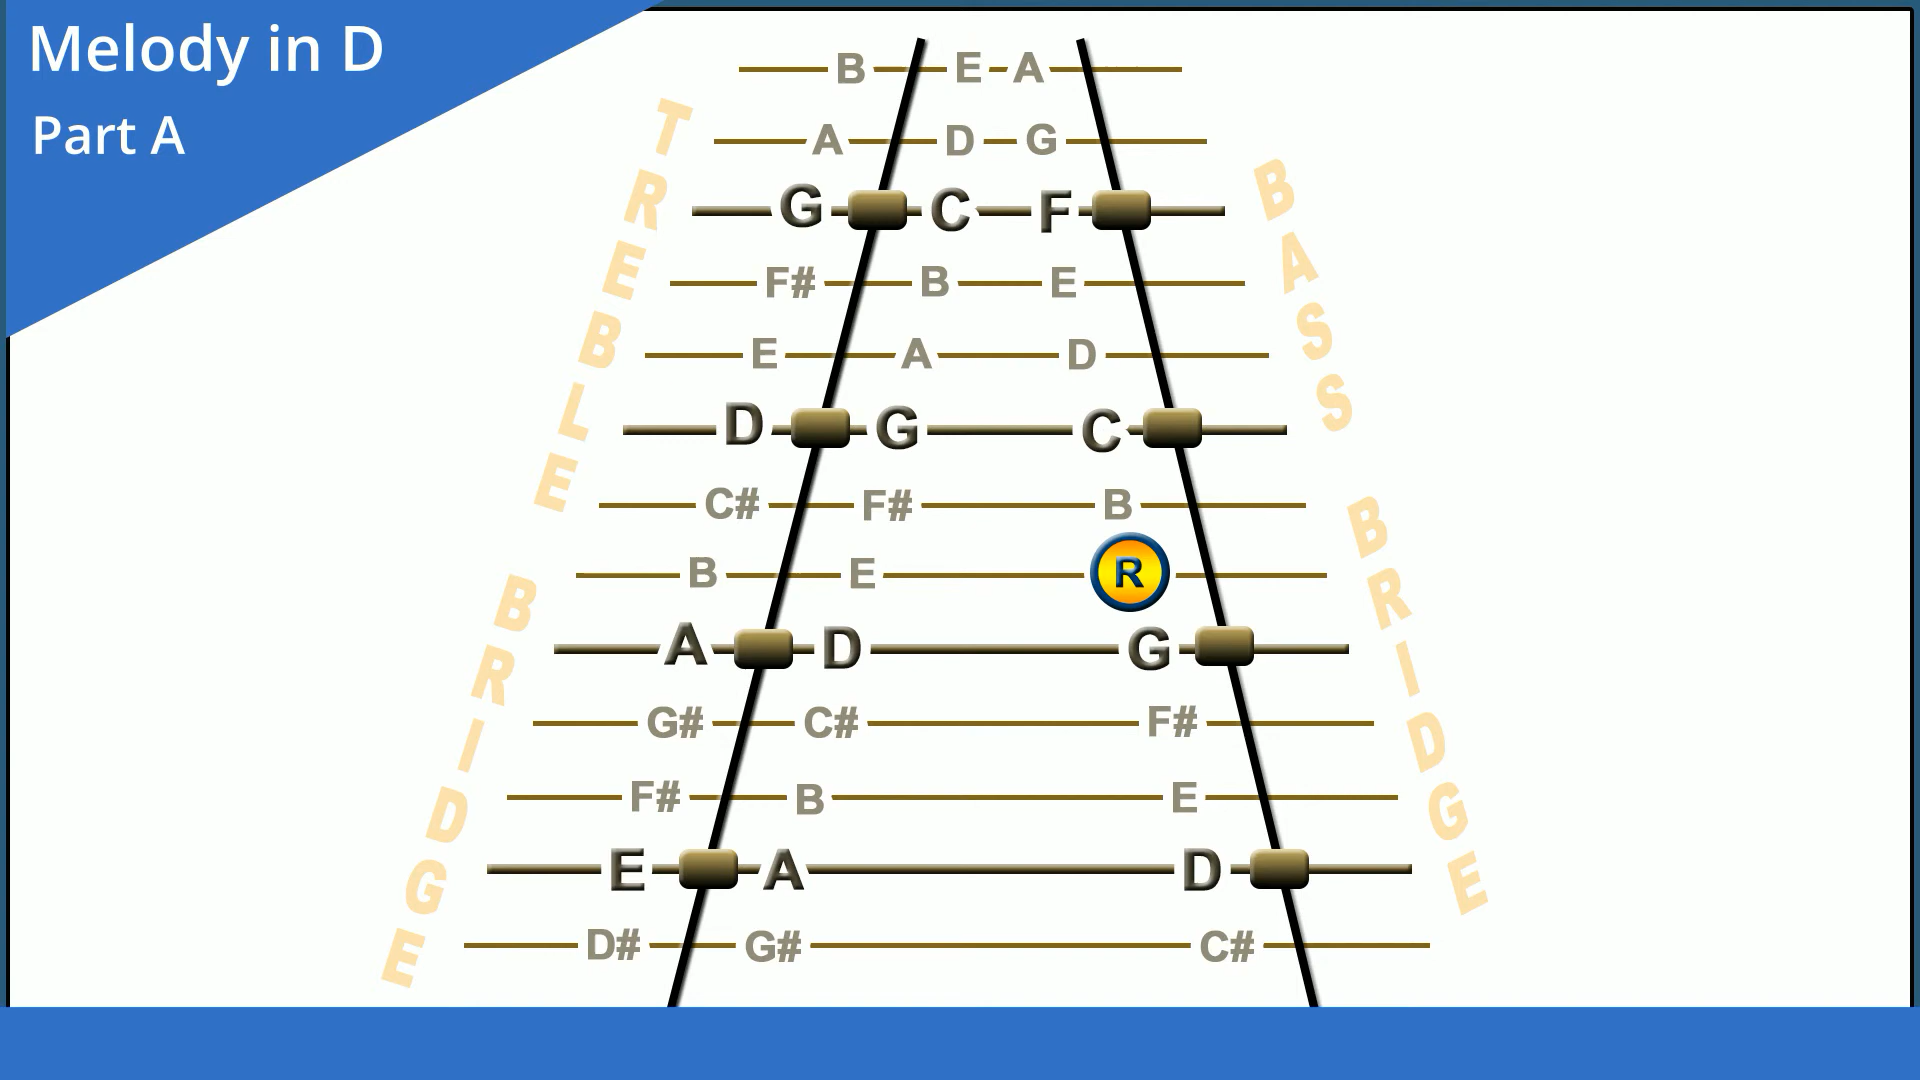 Melody in D
Part A
TREBLE BRIDGE
BASS BRIDGE
B E A
A D G
G C F
F# B E
E A D
D G C
C# F# B
B E R
A D G
G# C# F#
F# B E
E A D
D# G# C#